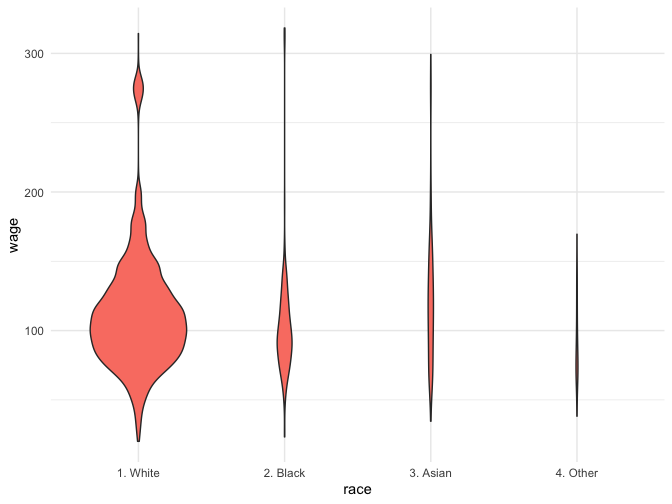 300
200
100
wage
1. White
2. Black
3. Asian
4. Other
race